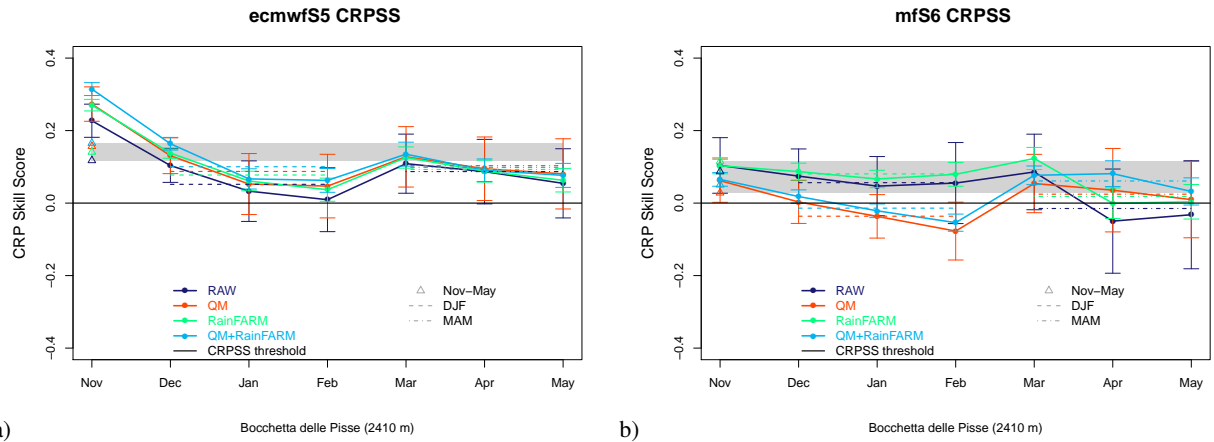 ecmwfS5 CRPSS
CRP Skill Score
0.4
0.2
0.0
−0.2
−0.4
RAW
QM
RainFARM
QM+RainFARM
CRPSS threshold
Nov−May
DJF
MAM
Nov Dec Jan Feb Mar Apr May
Bocchetta delle Pisse (2410 m)
mfS6 CRPSS
CRP Skill Score
0.4
0.2
0.0
−0.2
−0.4
RAW
QM
RainFARM
QM+RainFARM
CRPSS threshold
Nov−May
DJF
MAM
Nov Dec Jan Feb Mar Apr May
b)
Bocchetta delle Pisse (2410 m)